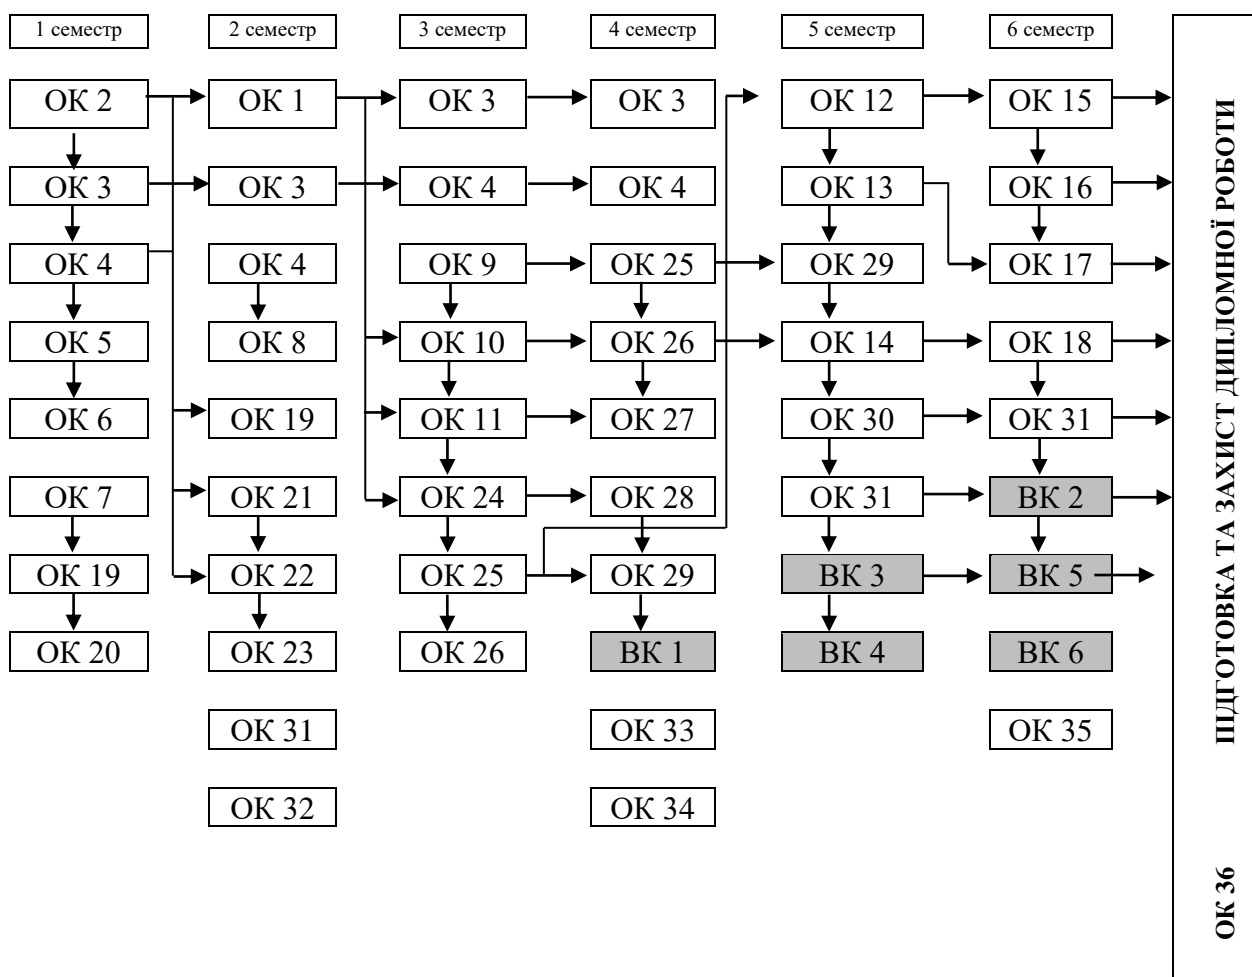 1 семестр
2 семестр
3 семестр
4 семестр
5 семестр
6 семестр
ОК 2
ОК 1
ОК 3
ОК 3
ОК 12
ОК 15
ОК 3
ОК 3
ОК 4
ОК 4
ОК 13
ОК 16
ОК 4
ОК 4
ОК 9
ОК 25
ОК 29
ОК 17
ОК 5
ОК 8
ОК 10
ОК 26
ОК 14
ОК 18
ОК 6
ОК 19
ОК 11
ОК 27
ОК 30
ОК 31
ОК 7
ОК 21
ОК 24
ОК 28
ОК 31
ВК 2
ОК 19
ОК 22
ОК 25
ОК 29
ВК 3
ВК 5
ОК 20
ОК 23
ОК 26
ВК 1
ВК 4
ВК 6
ОК 31
ОК 33
ОК 35
ОК 32
ОК 34
ОК 36 ПІДГОТОВКА ТА ЗАХИСТ ДИПЛОМНОЇ РОБОТИ